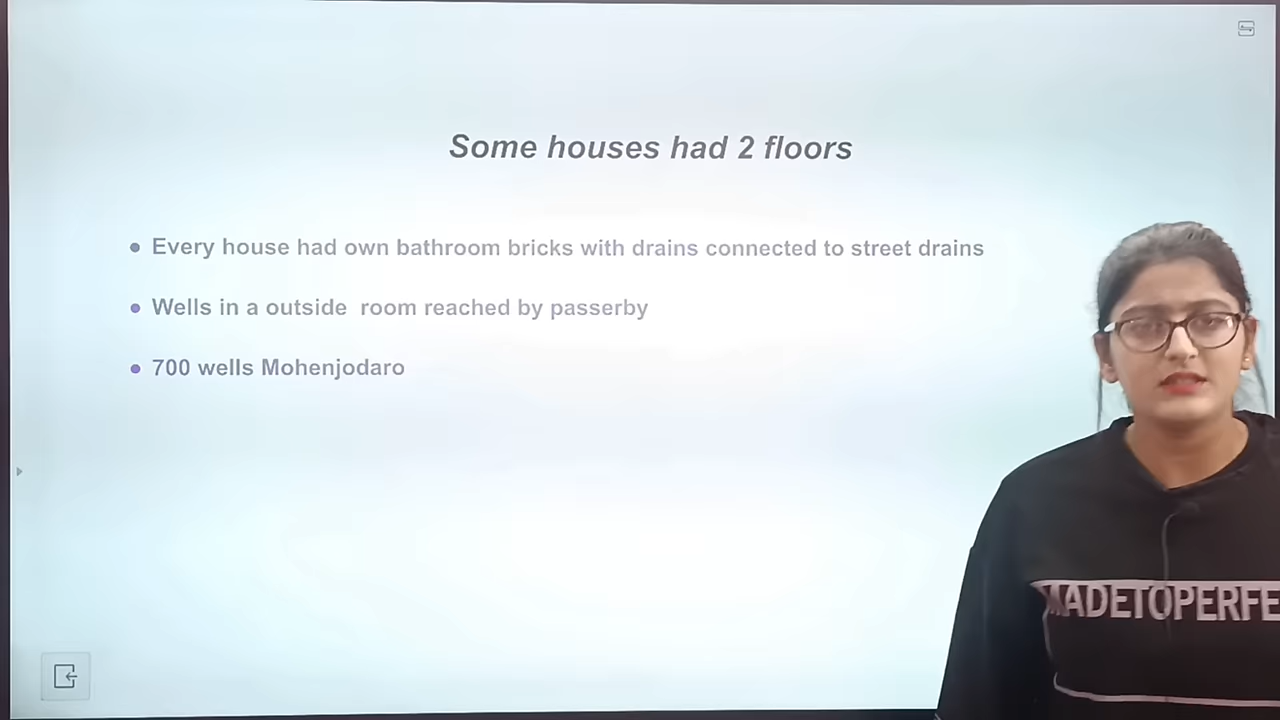 Some houses had 2 floors
Every house had own bathroom bricks with drains connected to street drains
Wells in a outside room reached by passerby
700 wells Mohenjodaro
MADETOPERFE